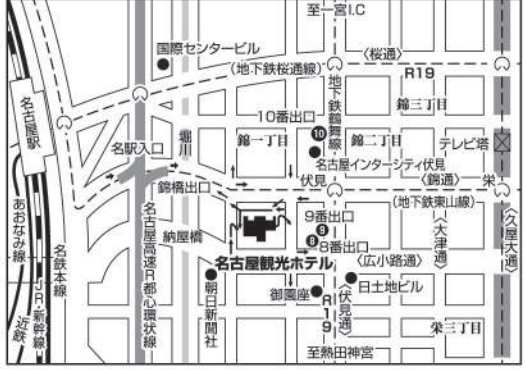 至一宮I.C
国際センタービル
〈桜通〉
(地下鉄桜通線)
R19
地下鉄鶴舞線
錦三丁目
10番出口
名古屋駅
堀川
10
錦一丁目
錦二丁目
テレビ塔
名駅入口
名古屋インターシティ伏見
錦橋出口
伏見
〈錦通〉
栄
(地下鉄東山線)
あおなみ線
名鉄本線
名古屋高速R都心環状線
納屋橋
9番出口
9
8
8番出口
〈大津通〉
〈久屋大通〉
名古屋観光ホテル
〈広小路通〉
JR・新幹線
近鉄
朝日新聞社
御園座
日土地ビル
R19
〈伏見通〉
栄三丁目
至熱田神宮